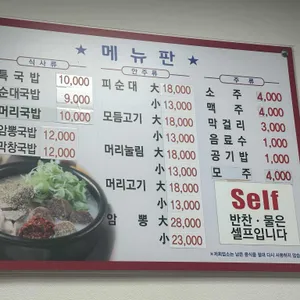 ★ 메뉴판 ★
식사류
특국밥 10,000
순대국밥 9,000
머리국밥 10,000
암뽕국밥 12,000
막창국밥 12,000
안주류
피순대 大 18,000
小 13,000
모듬고기 大 18,000
小 13,000
머리눌림 大 18,000
小 13,000
머리고기 大 18,000
小 13,000
암뽕 大 28,000
小 23,000
주류
소주 4,000
맥주 4,000
막걸리 3,000
음료수 1,000
공기밥 1,000
모주 4,000
Self
반찬·물은
셀프입니다